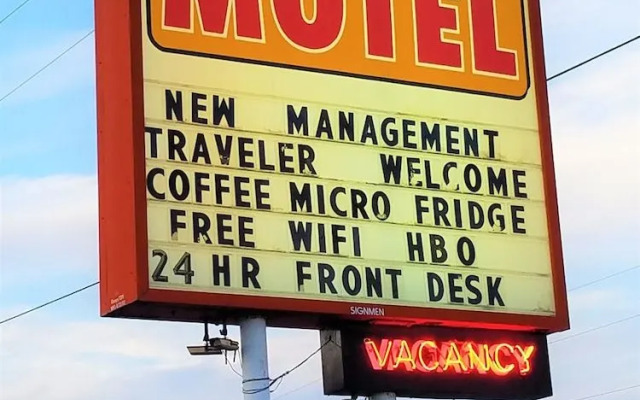 MOTEL
NEW MANAGEMENT
TRAVELER WELCOME
COFFEE MICRO FRIDGE
FREE WIFI HBO
24 HR FRONT DESK
SIGNMEN
VACANCY